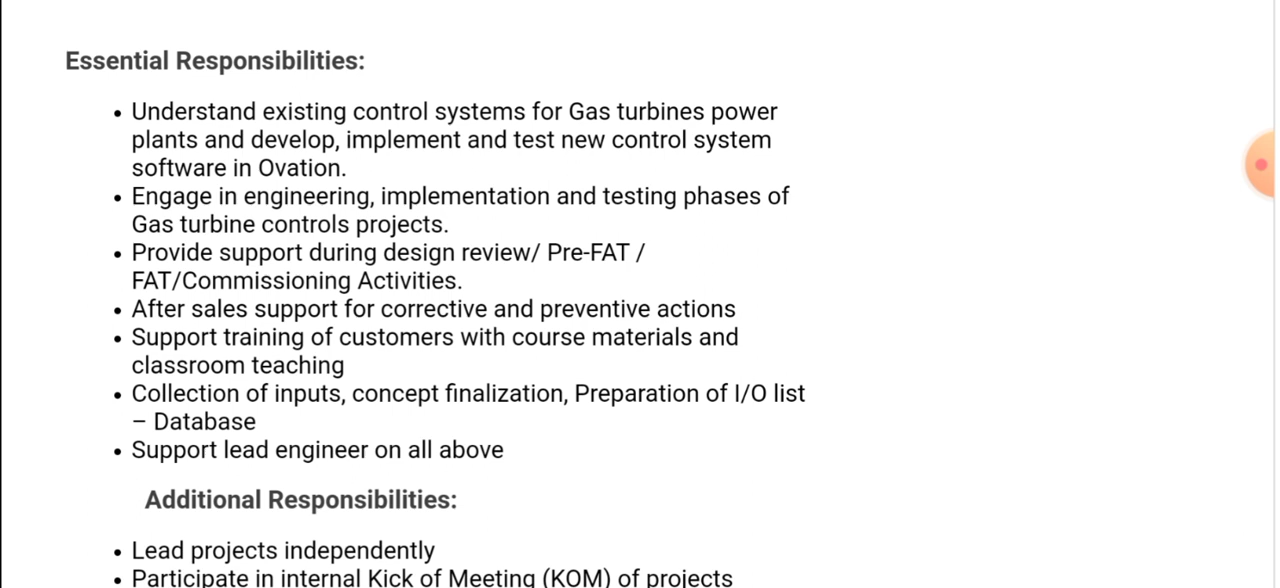 Essential Responsibilities:
• Understand existing control systems for Gas turbines power
plants and develop, implement and test new control system
software in Ovation.
• Engage in engineering, implementation and testing phases of
Gas turbine controls projects.
• Provide support during design review/ Pre-FAT /
FAT/Commissioning Activities.
• After sales support for corrective and preventive actions
• Support training of customers with course materials and
classroom teaching
• Collection of inputs, concept finalization, Preparation of I/O list
– Database
• Support lead engineer on all above
Additional Responsibilities:
• Lead projects independently
• Participate in internal Kick of Meeting (KOM) of projects